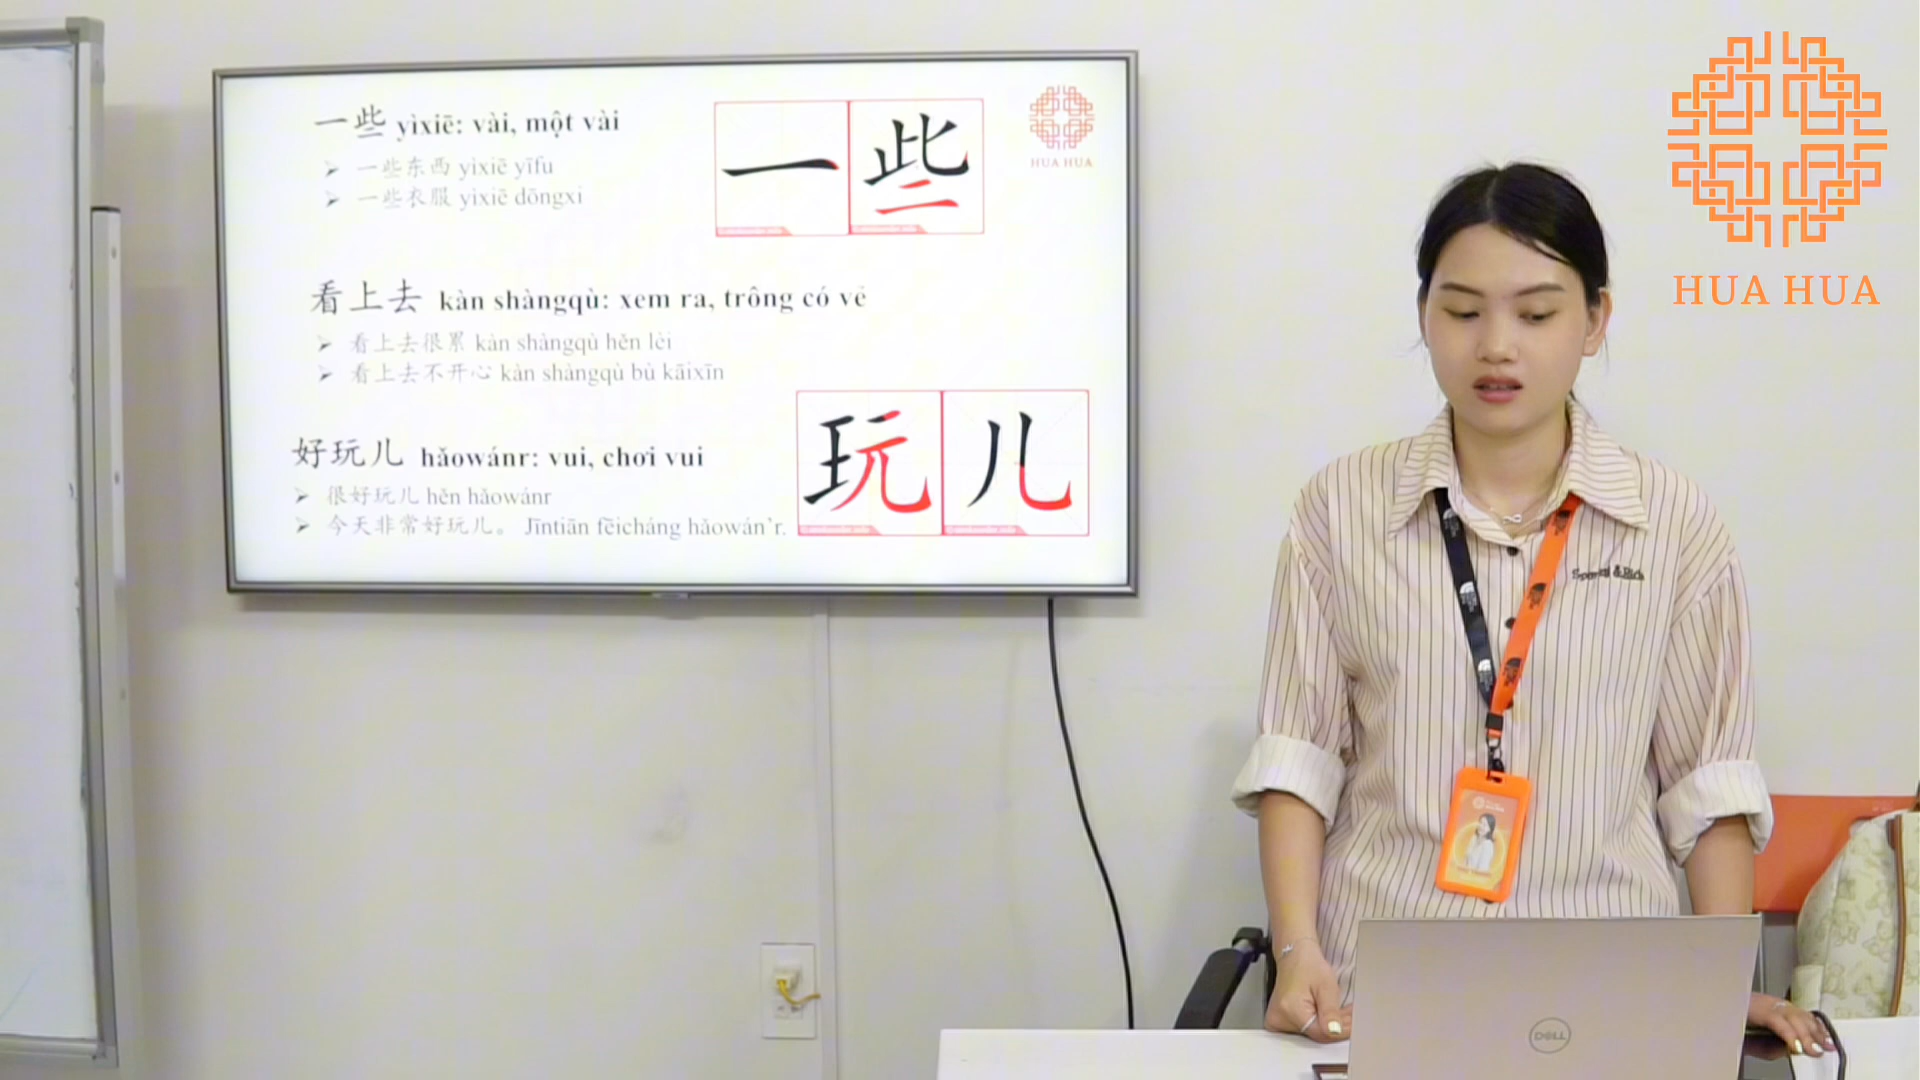 一些 yìxiē: vài, một vài
➢ 一些东西 yìxiē yīfu
➢ 一些衣服 yìxiē dōngxi
一些
HUA HUA
看上去 kàn shàngqù: xem ra, trông có vẻ
➢ 看上去很累 kàn shàngqù hěn lèi
➢ 看上去不开心 kàn shàngqù bù kāixīn
好玩儿 hǎowánr: vui, chơi vui
➢ 很好玩儿 hěn hǎowánr
➢ 今天非常好玩儿。 Jīntiān fēicháng hǎowán’r.
玩儿
HUA HUA
DELL